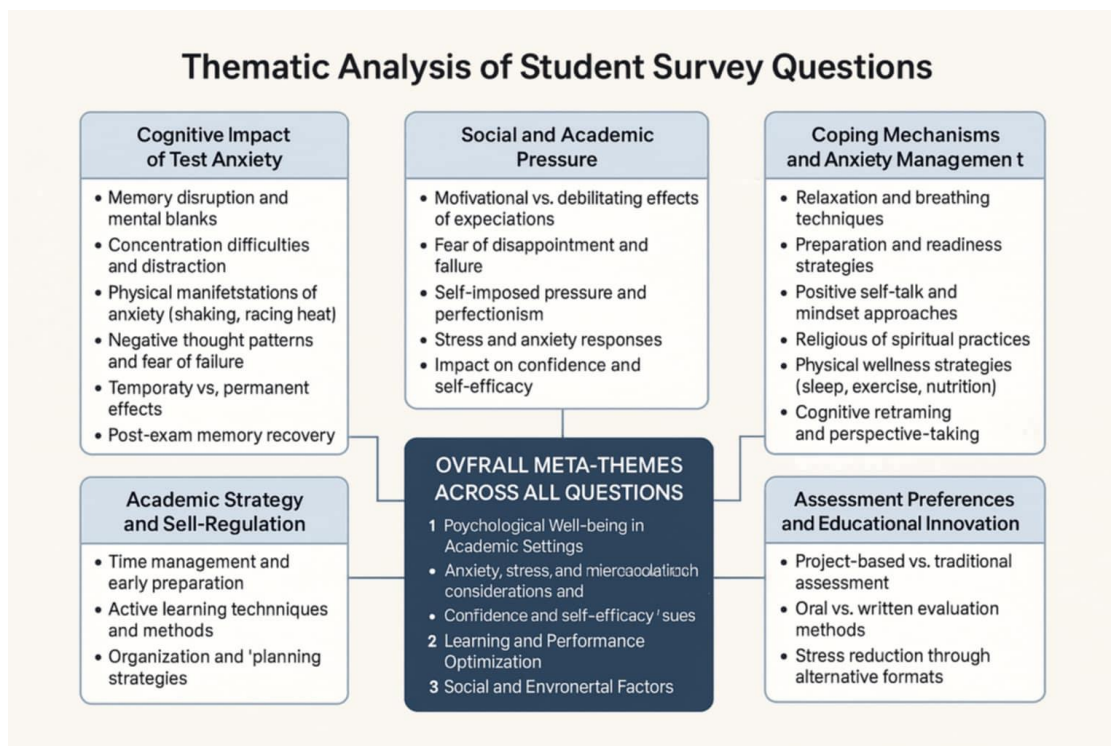 Thematic Analysis of Student Survey Questions
Cognitive Impact
of Test Anxiety
• Memory disruption and
mental blanks
• Concentration difficulties
and distraction
• Physical manifetstations of
anxiety (shaking, racing heat)
• Negative thought patterns
and fear of failure
• Temporaty vs, permanent
effects
• Post-exam memory recovery
Social and Academic
Pressure
• Motivational vs. debilitating effects
of expeciations
• Fear of disappointment and
fallure
• Self-imposed pressure and
perfectionism
• Stress and anxiety responses
• Impact on confidence and
self-efficacy
Coping Mechanisms
and Anxiety Managemen t
• Relaxation and breathing
techniques
• Preparation and readiness
strategies
• Positive self-talk and
mindset approaches
• Religious of spiritual practices
• Physical wellness strategies
(sleep, exercise, nutrition)
• Cognitive retraming
and perspective-taking
Academic Strategy
and Sell-Regulation
• Time management and
early preparation
• Active learning technniques
and methods
• Organization and 'planning
strategies
OVFRALL META-THEMES
ACROSS ALL QUESTIONS
1 Poychological Well-being in
Academic Settings
• Anxiety, stress, and
considerations and
• Confidence and self-efficacy ' sues
2 Learning and Performance
Optimization
3 Social and Envronertal Factors
Assessment Preferences
and Educational Innovation
• Project-based vs. traditional
assessment
• Oral vs. written evaluation
methods
• Stress reduction through
alternative formats